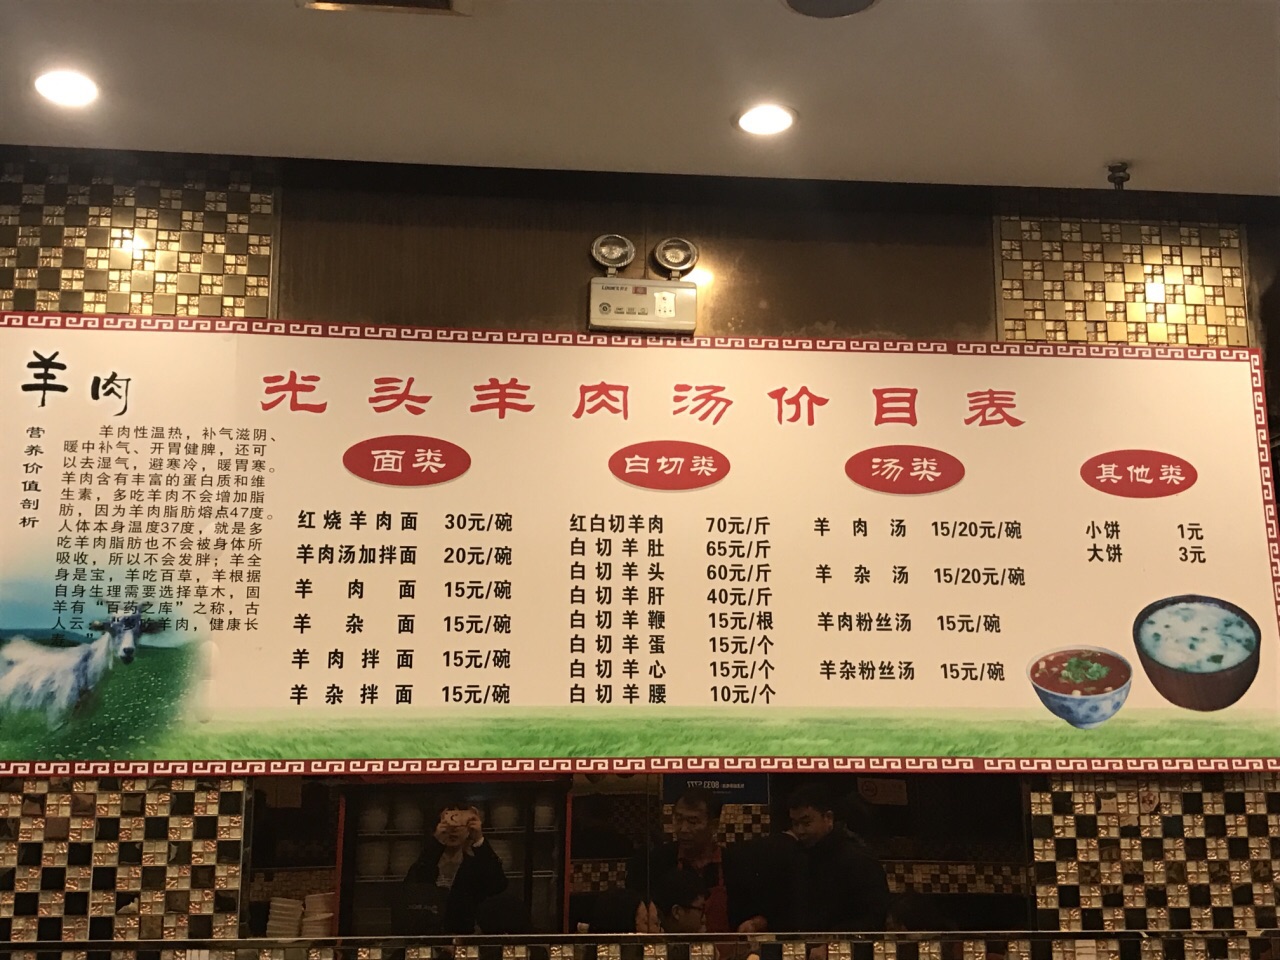 羊肉
营养价值剖析
羊肉性温热，补气滋阴、
暖中补气、开胃健脾，还可
以去湿气，避寒冷，暖胃寒。
羊肉含有丰富的蛋白质和维
生素，多吃羊肉不会增加脂
肪，因为羊肉脂肪熔点47度。
人体本身温度37度，就是多
吃羊肉脂肪也不会被身体所
吸收，所以不会发胖；羊全
身是宝，羊吃百草，羊根据
自身生理需要选择草木，固
羊有“百药之库”之称，古
人云：“多吃羊肉，健康长
寿。”
光头羊肉汤价目表
面类
红烧羊肉面 30元/碗
羊肉汤加拌面 20元/碗
羊肉面 15元/碗
羊杂面 15元/碗
羊肉拌面 15元/碗
羊杂拌面 15元/碗
白切类
红白切羊肉 70元/斤
白切羊肚 65元/斤
白切羊头 60元/斤
白切羊肝 40元/斤
白切羊鞭 15元/根
白切羊蛋 15元/个
白切羊心 15元/个
白切羊腰 10元/个
汤类
羊肉汤 15/20元/碗
羊杂汤 15/20元/碗
羊肉粉丝汤 15元/碗
羊杂粉丝汤 15元/碗
其他类
小饼 1元
大饼 3元